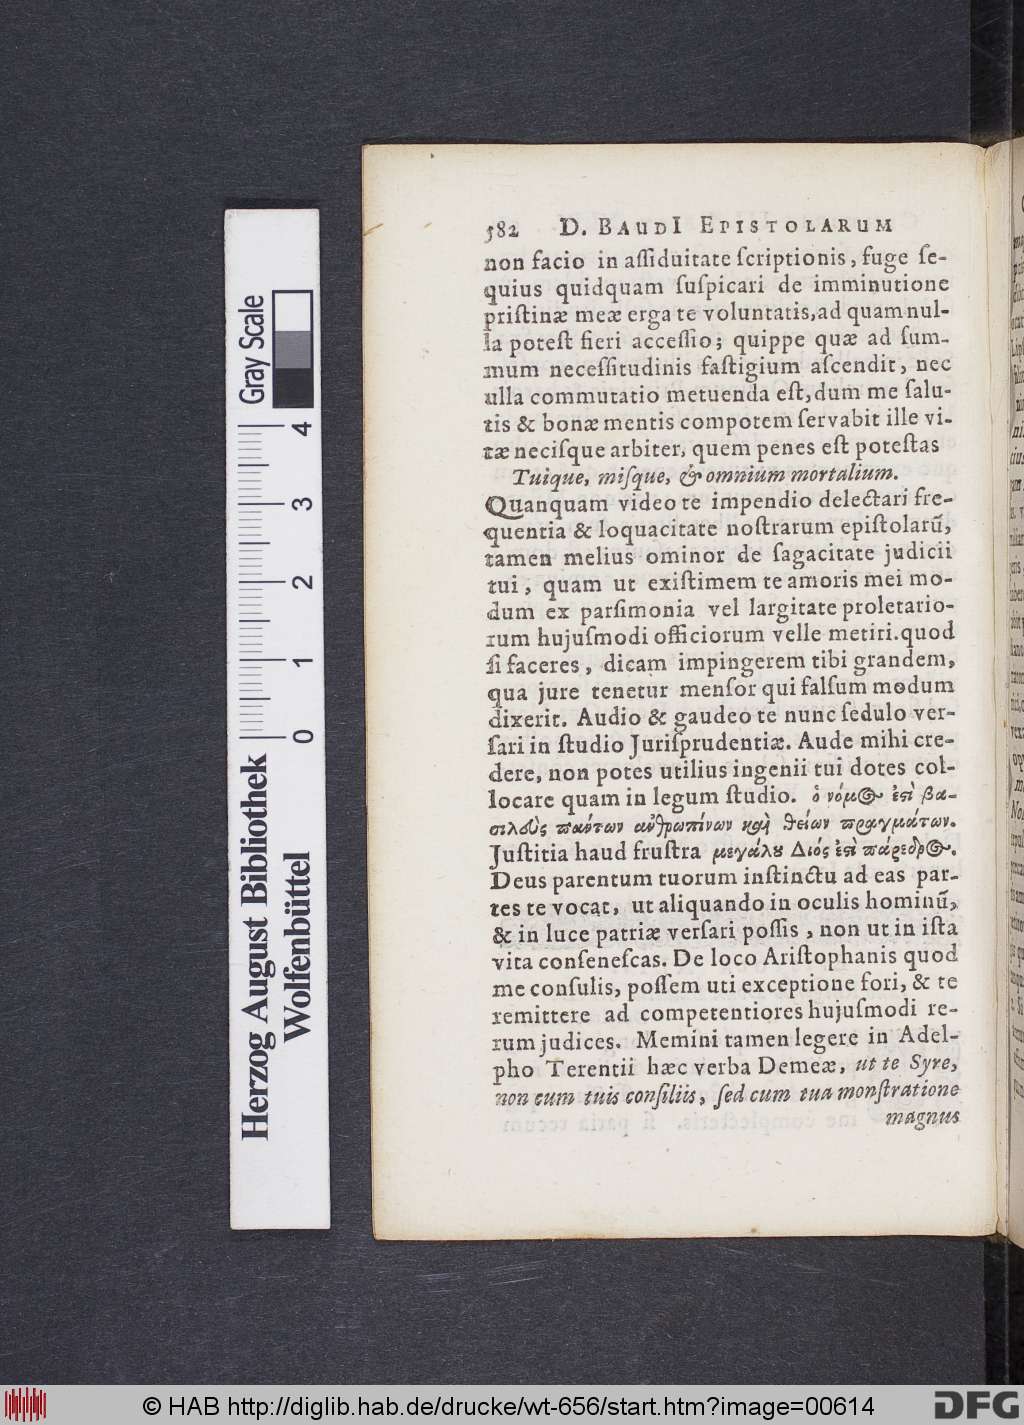 582 D. BAUDI EPISTOLARUM
non facio in aſſiduitate ſcriptionis, fuge ſe-
quius quidquam ſuſpicari de imminutione
priſtinæ meæ erga te voluntatis, ad quam nul-
la poteſt fieri acceſſio; quippe quæ ad ſum-
mum neceſſitudinis faſtigium aſcendit, nec
ulla commutatio metuenda eſt, dum me ſalu-
tis & bonæ mentis compotem ſervabit ille vi-
tæ neciſque arbiter, quem penes eſt poteſtas
Tuique, miſque, & omnium mortalium.
Quanquam video te impendio delectari fre-
quentia & loquacitate noſtrarum epiſtolarũ,
tamen melius ominor de ſagacitate judicii
tui, quam ut exiſtimem te amoris mei mo-
dum ex parſimonia vel largitate proletario-
rum hujuſmodi officiorum velle metiri. quod
ſi faceres, dicam impingerem tibi grandem,
qua jure tenetur menſor qui falſum modum
dixerit. Audio & gaudeo te nunc ſedulo ver-
ſari in ſtudio Juriſprudentiæ. Aude mihi cre-
dere, non potes utilius ingenii tui dotes col-
locare quam in legum ſtudio. ὁ νόμος ἐστὶ βα-
σιλεὺς πάντων ἀνθρωπίνων καὶ θείων πραγμάτων.
Juſtitia haud fruſtra μεγάλȣ Διός ἐστὶ πάρεδρος.
Deus parentum tuorum inſtinctu ad eas par-
tes te vocat, ut aliquando in oculis hominũ,
& in luce patriæ verſari poſſis, non ut in iſta
vita conſeneſcas. De loco Ariſtophanis quod
me conſulis, poſſem uti exceptione fori, & te
remittere ad competentiores hujuſmodi re-
rum judices. Memini tamen legere in Adel-
pho Terentii hæc verba Demeæ, ut te Syre,
non cum tuis conſiliis, ſed cum tua monſtratione
magnus
Gray Scale
0 1 2 3 4
Herzog August Bibliothek
Wolfenbüttel
© HAB http://diglib.hab.de/drucke/wt-656/start.htm?image=00614
DFG